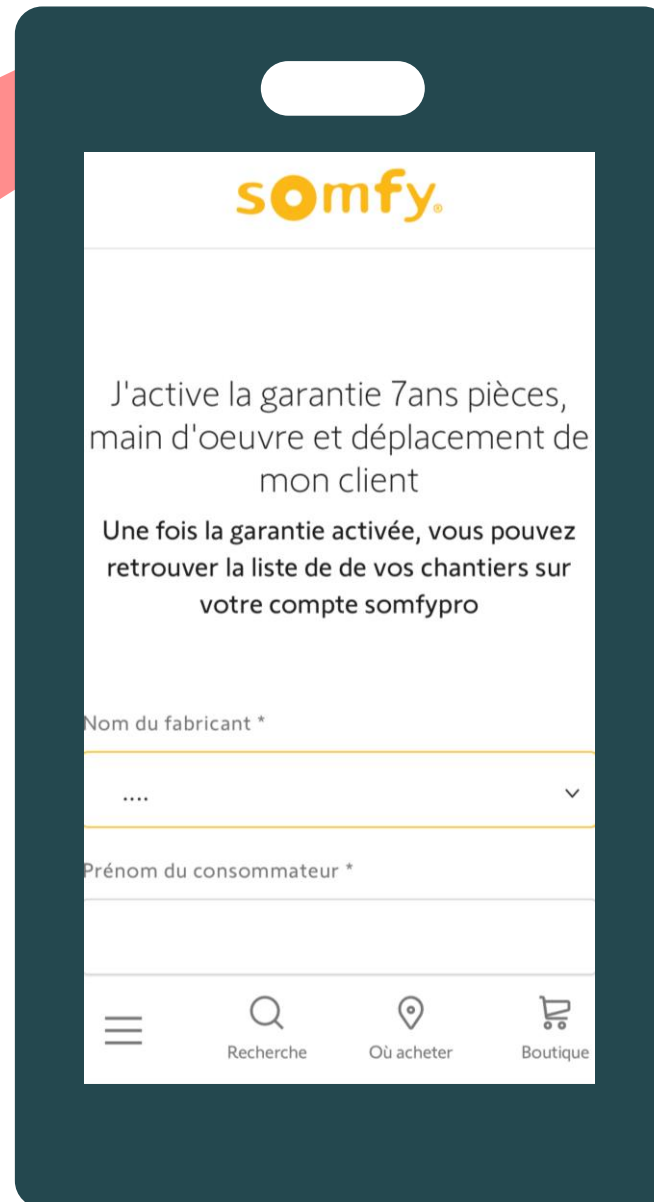 somfy®
J'active la garantie 7ans pièces,
main d'oeuvre et déplacement de
mon client
Une fois la garantie activée, vous pouvez
retrouver la liste de de vos chantiers sur
votre compte somfypro
Nom du fabricant *
....
Prénom du consommateur *
Recherche
Où acheter
Boutique